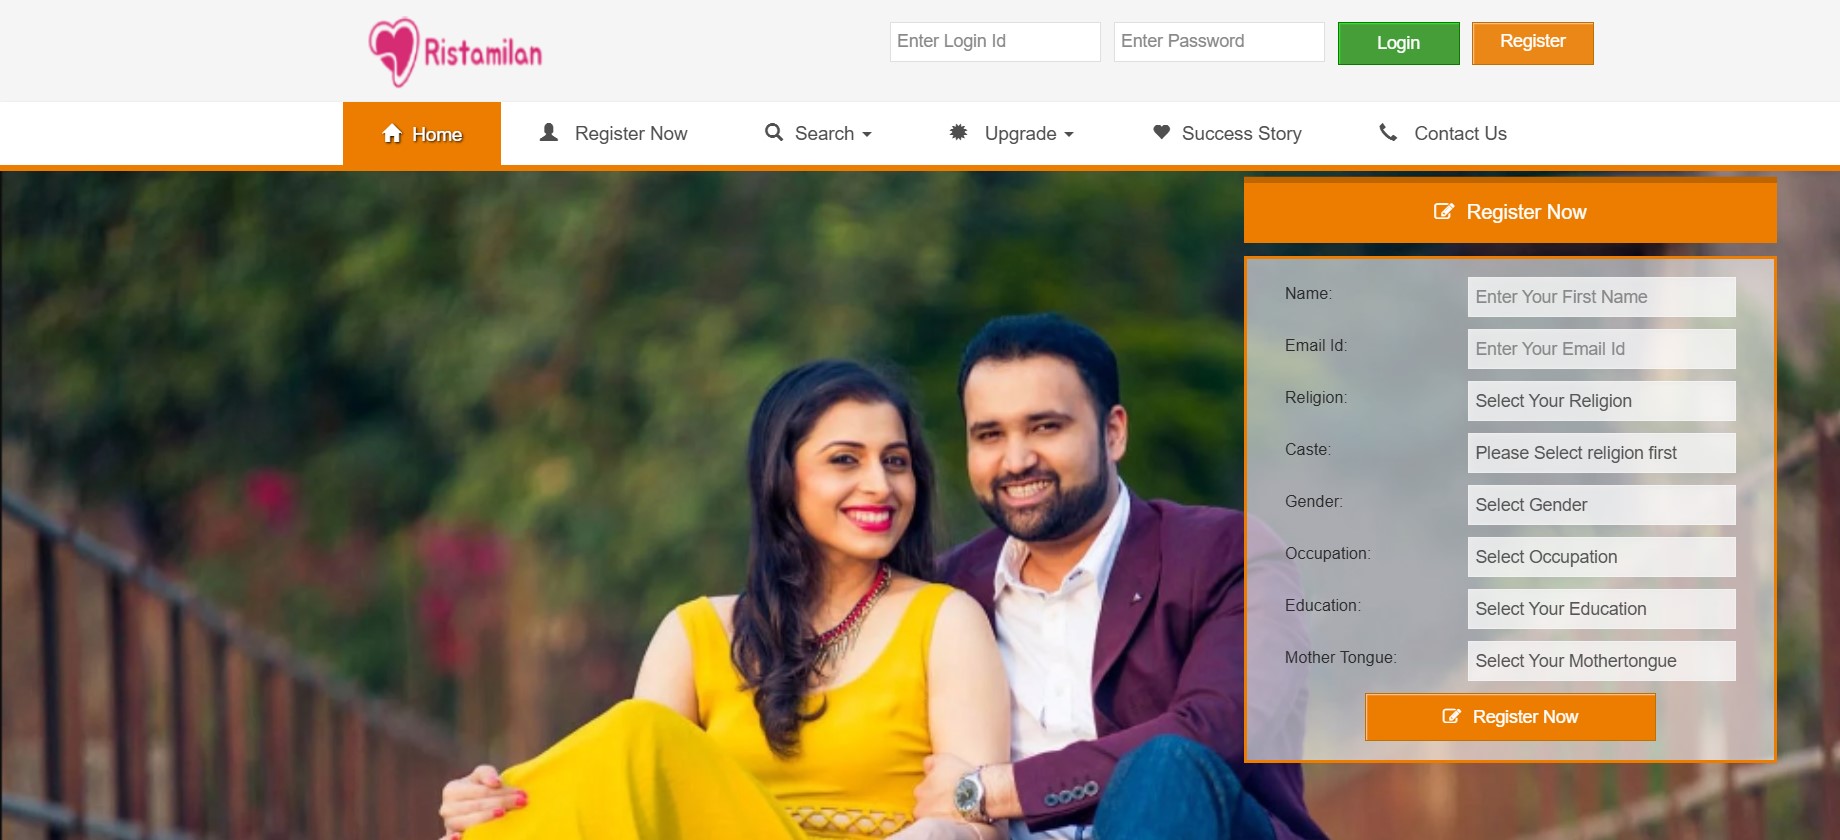 Ristamilan
Enter Login Id
Enter Password
Login
Register
Home
Register Now
Search
Upgrade
Success Story
Contact Us
Register Now
Name:
Enter Your First Name
Email Id:
Enter Your Email Id
Religion:
Select Your Religion
Caste:
Please Select religion first
Gender:
Select Gender
Occupation:
Select Occupation
Education:
Select Your Education
Mother Tongue:
Select Your Mothertongue
Register Now